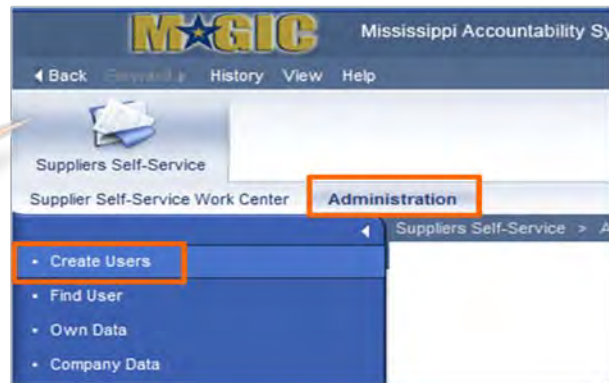 MAGIC Mississippi Accountability Sy
Back Forward History View Help
Suppliers Self-Service
Supplier Self-Service Work Center Administration
Suppliers Self-Service > A
• Create Users
• Find User
• Own Data
• Company Data